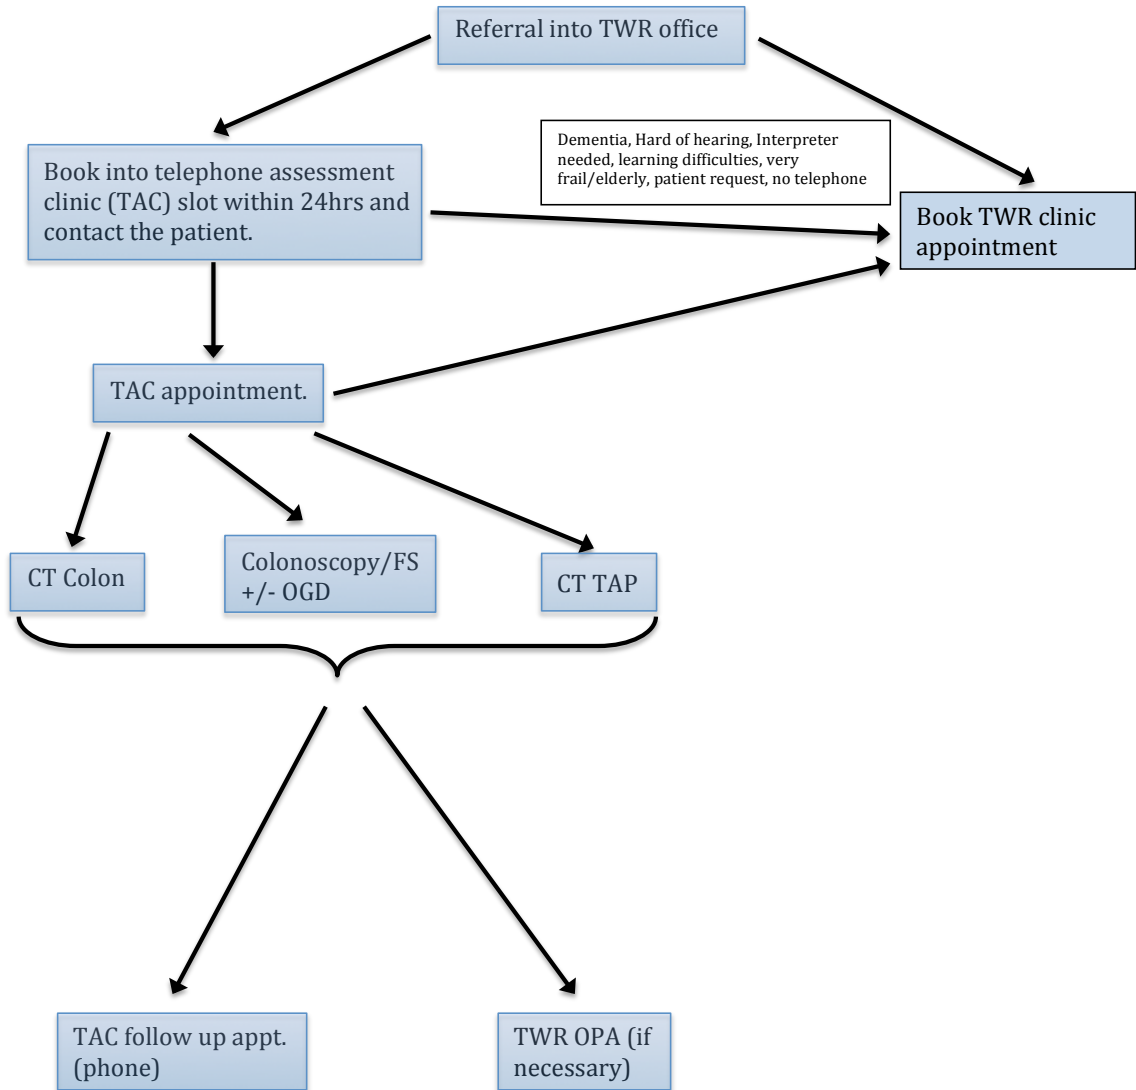 Referral into TWR office
Dementia, Hard of hearing, Interpreter
needed, learning difficulties, very
frail/elderly, patient request, no telephone
Book into telephone assessment
clinic (TAC) slot within 24hrs and
contact the patient.
Book TWR clinic
appointment
TAC appointment.
CT Colon
Colonoscopy/FS
+/- OGD
CT TAP
TAC follow up appt.
(phone)
TWR OPA (if
necessary)